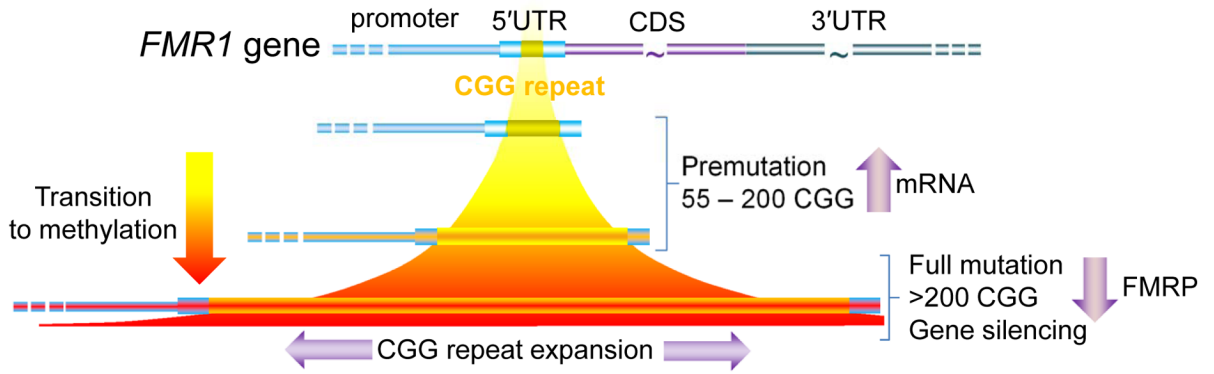 promoter 5′UTR CDS 3′UTR
FMR1 gene
~ ~
CGG repeat
Premutation
55 – 200 CGG
mRNA
Transition
to methylation
Full mutation
>200 CGG
Gene silencing
FMRP
CGG repeat expansion